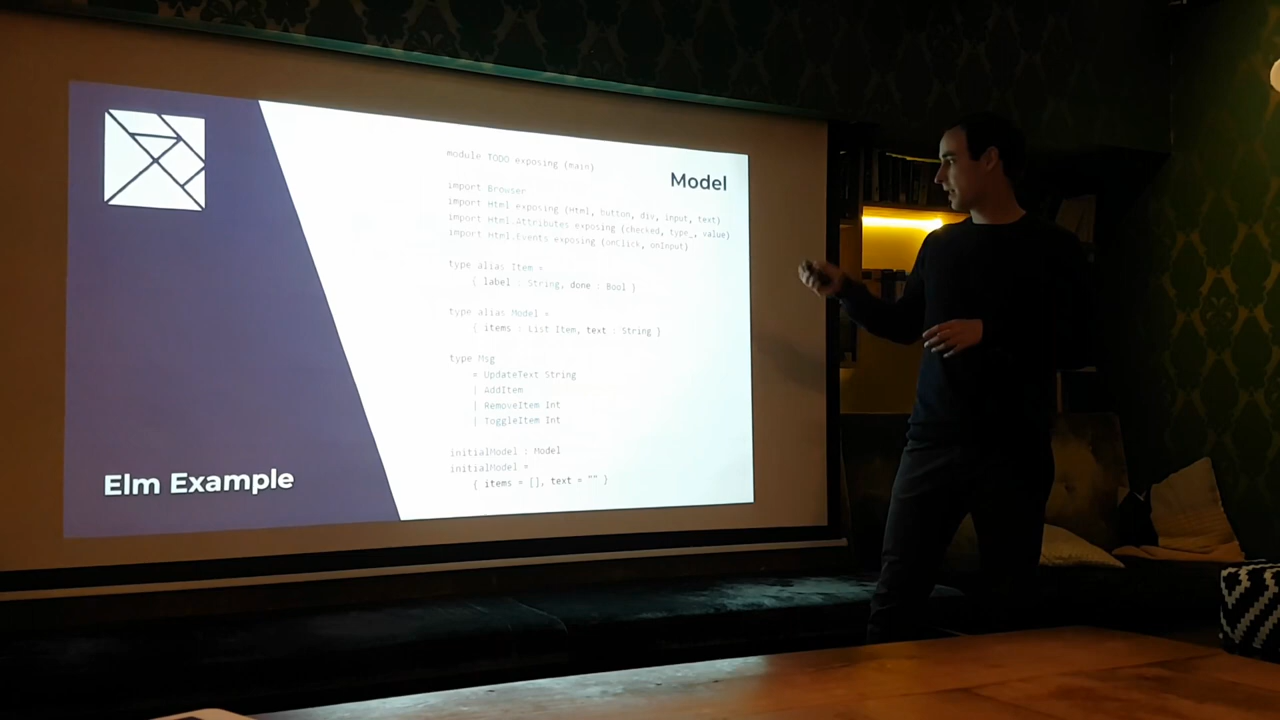 Model
module TODO exposing (main)
import Browser
import Html exposing (Html, button, div, input, text)
import Html.Attributes exposing (checked, type_, value)
import Html.Events exposing (onClick, onInput)
type alias Item =
{ label : String, done : Bool }
type alias Model =
{ items : List Item, text : String }
type Msg
= UpdateText String
| AddItem
| RemoveItem Int
| ToggleItem Int
initialModel : Model
initialModel =
{ items = [], text = "" }
Elm Example